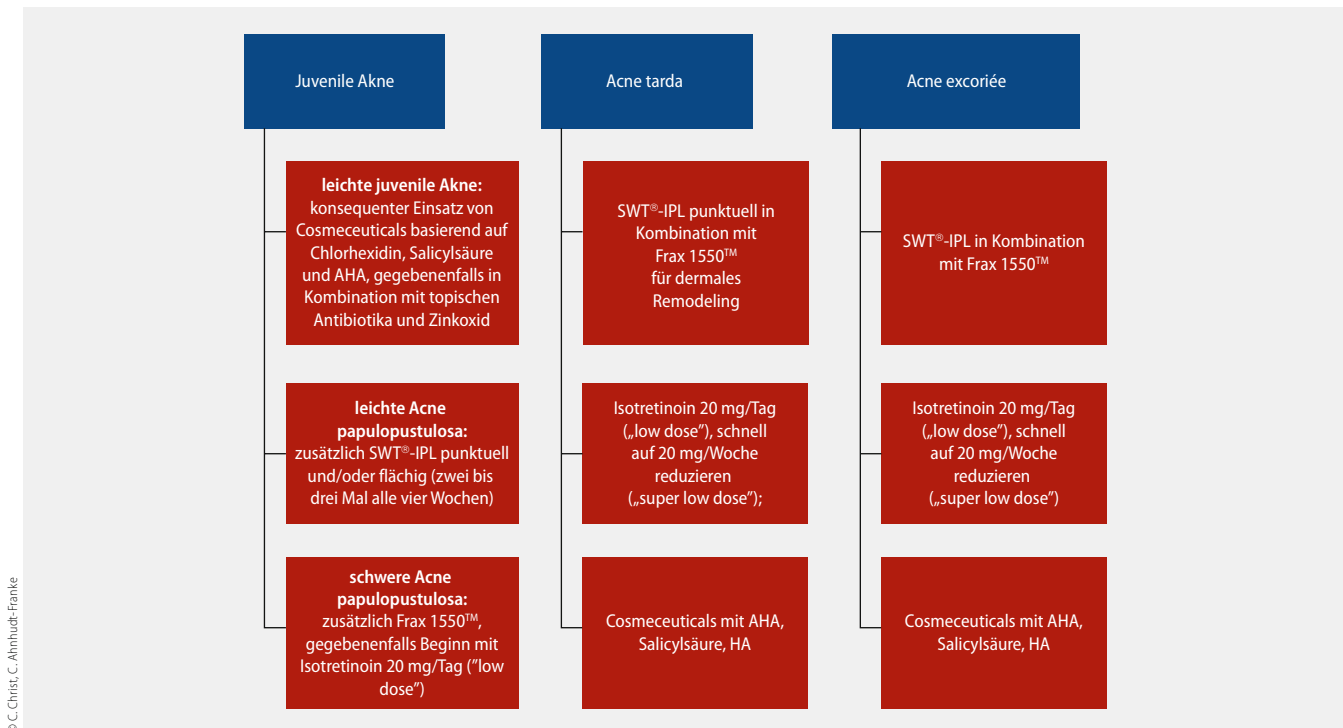 Juvenile Akne
leichte juvenile Akne:
konsequenter Einsatz von
Cosmeceuticals basierend auf
Chlorhexidin, Salicylsäure
und AHA, gegebenenfalls in
Kombination mit topischen
Antibiotika und Zinkoxid
leichte Acne
papulopustulosa:
zusätzlich SWT®-IPL punktuell
und/oder flächig (zwei bis
drei Mal alle vier Wochen)
schwere Acne
papulopustulosa:
zusätzlich Frax 1550™,
gegebenenfalls Beginn mit
Isotretinoin 20 mg/Tag ("low
dose")
Acne tarda
SWT®-IPL punktuell in
Kombination mit
Frax 1550™
für dermales
Remodeling
Isotretinoin 20 mg/Tag
(„low dose"), schnell
auf 20 mg/Woche
reduzieren
(„super low dose");
Cosmeceuticals mit AHA,
Salicylsäure, HA
Acne excoriée
SWT®-IPL in Kombination
mit Frax 1550™
Isotretinoin 20 mg/Tag
(„low dose"), schnell
auf 20 mg/Woche
reduzieren
(„super low dose")
Cosmeceuticals mit AHA,
Salicylsäure, HA
© C. Christ, C. Ahnhudt-Franke